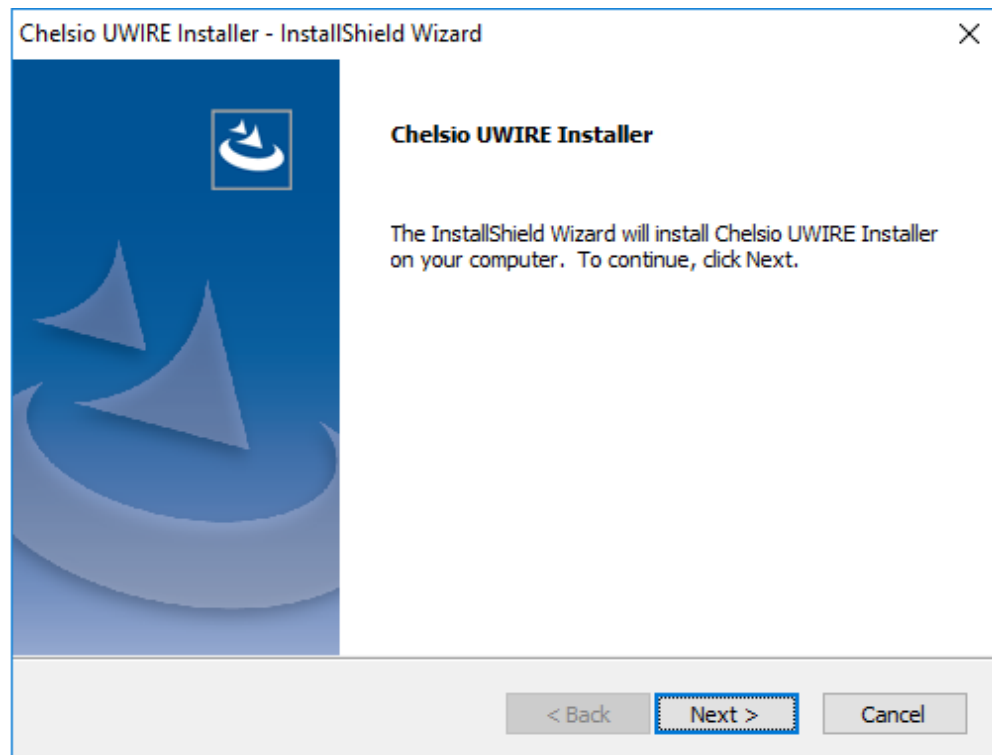 Chelsio UWIRE Installer - InstallShield Wizard
Chelsio UWIRE Installer
The InstallShield Wizard will install Chelsio UWIRE Installer
on your computer.  To continue, click Next.
< Back
Next >
Cancel